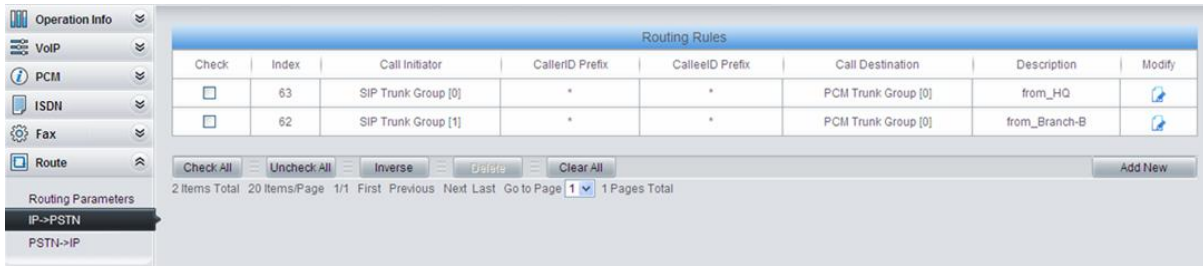 Operation Info
VoIP
PCM
ISDN
Fax
Route
Routing Parameters
IP->PSTN
PSTN->IP
Routing Rules
Check Index Call Initiator CallerID Prefix CalleeID Prefix Call Destination Description Modify
63 SIP Trunk Group [0] * * PCM Trunk Group [0] from_HQ
62 SIP Trunk Group [1] * * PCM Trunk Group [0] from_Branch-B
Check All Uncheck All Inverse Delete Clear All Add New
2 Items Total 20 Items/Page 1/1 First Previous Next Last Go to Page 1 1 Pages Total